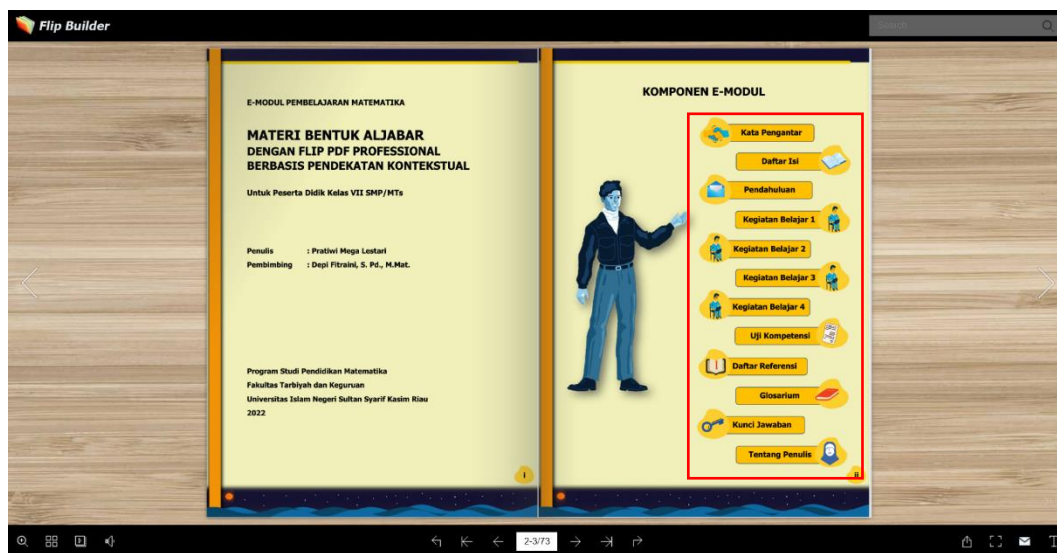 Flip Builder
Search
E-MODUL PEMBELAJARAN MATEMATIKA
MATERI BENTUK ALJABAR
DENGAN FLIP PDF PROFESSIONAL
BERBASIS PENDEKATAN KONTEKSTUAL
Untuk Peserta Didik Kelas VII SMP/MTs
Penulis : Pratiwi Mega Lestari
Pembimbing : Depi Fitraini, S. Pd., M.Mat.
Program Studi Pendidikan Matematika
Fakultas Tarbiyah dan Keguruan
Universitas Islam Negeri Sultan Syarif Kasim Riau
2022
i
KOMPONEN E-MODUL
Kata Pengantar
Daftar Isi
Pendahuluan
Kegiatan Belajar 1
Kegiatan Belajar 2
Kegiatan Belajar 3
Kegiatan Belajar 4
Uji Kompetensi
Daftar Referensi
Glosarium
Kunci Jawaban
Tentang Penulis
ii
2-3/73